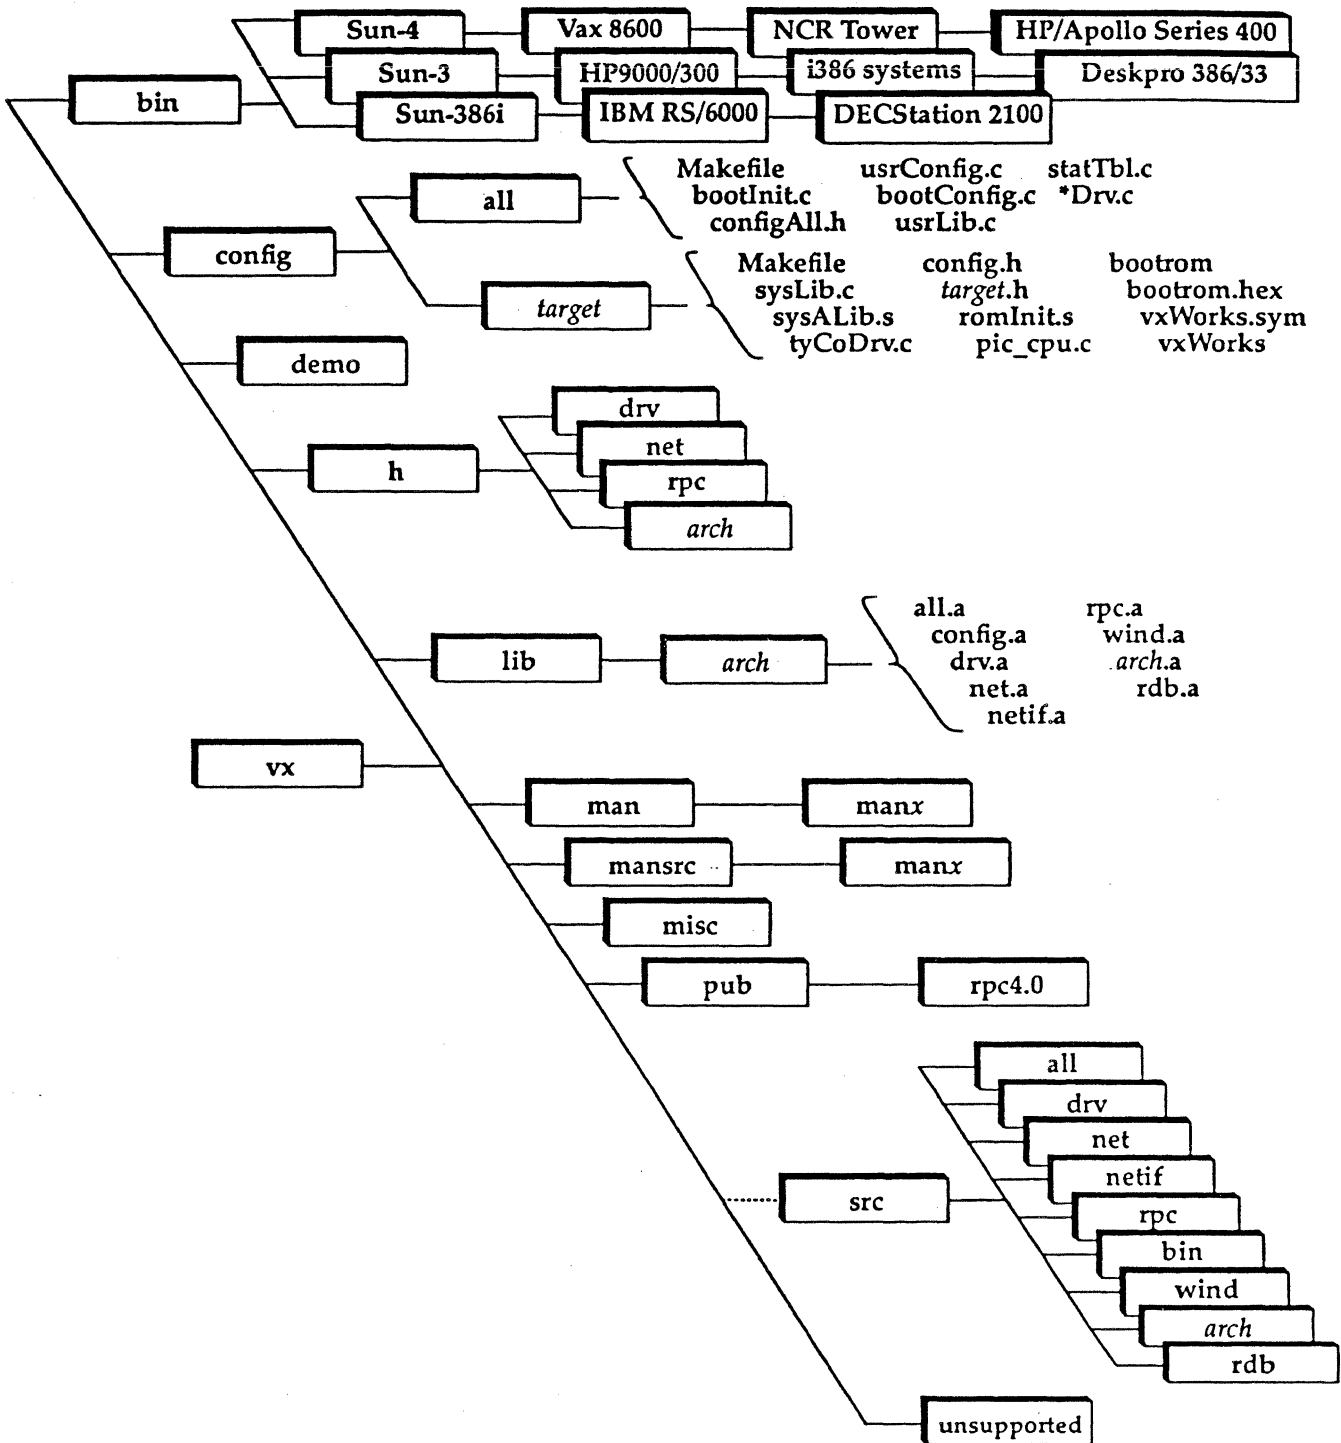 Sun-4 Vax 8600 NCR Tower HP/Apollo Series 400
Sun-3 HP9000/300 i386 systems Deskpro 386/33
bin
Sun-386i IBM RS/6000 DECStation 2100
Makefile usrConfig.c statTbl.c
all bootInit.c bootConfig.c *Drv.c
configAll.h usrLib.c
config
Makefile config.h bootrom
sysLib.c target.h bootrom.hex
target
sysALib.s romInit.s vxWorks.sym
tyCoDrv.c pic_cpu.c vxWorks
demo
drv
net
h
rpc
arch
all.a rpc.a
config.a wind.a
lib arch drv.a arch.a
net.a rdb.a
netif.a
vx
man manx
mansrc manx
misc
pub rpc4.0
all
drv
net
netif
src
rpc
bin
wind
arch
rdb
unsupported